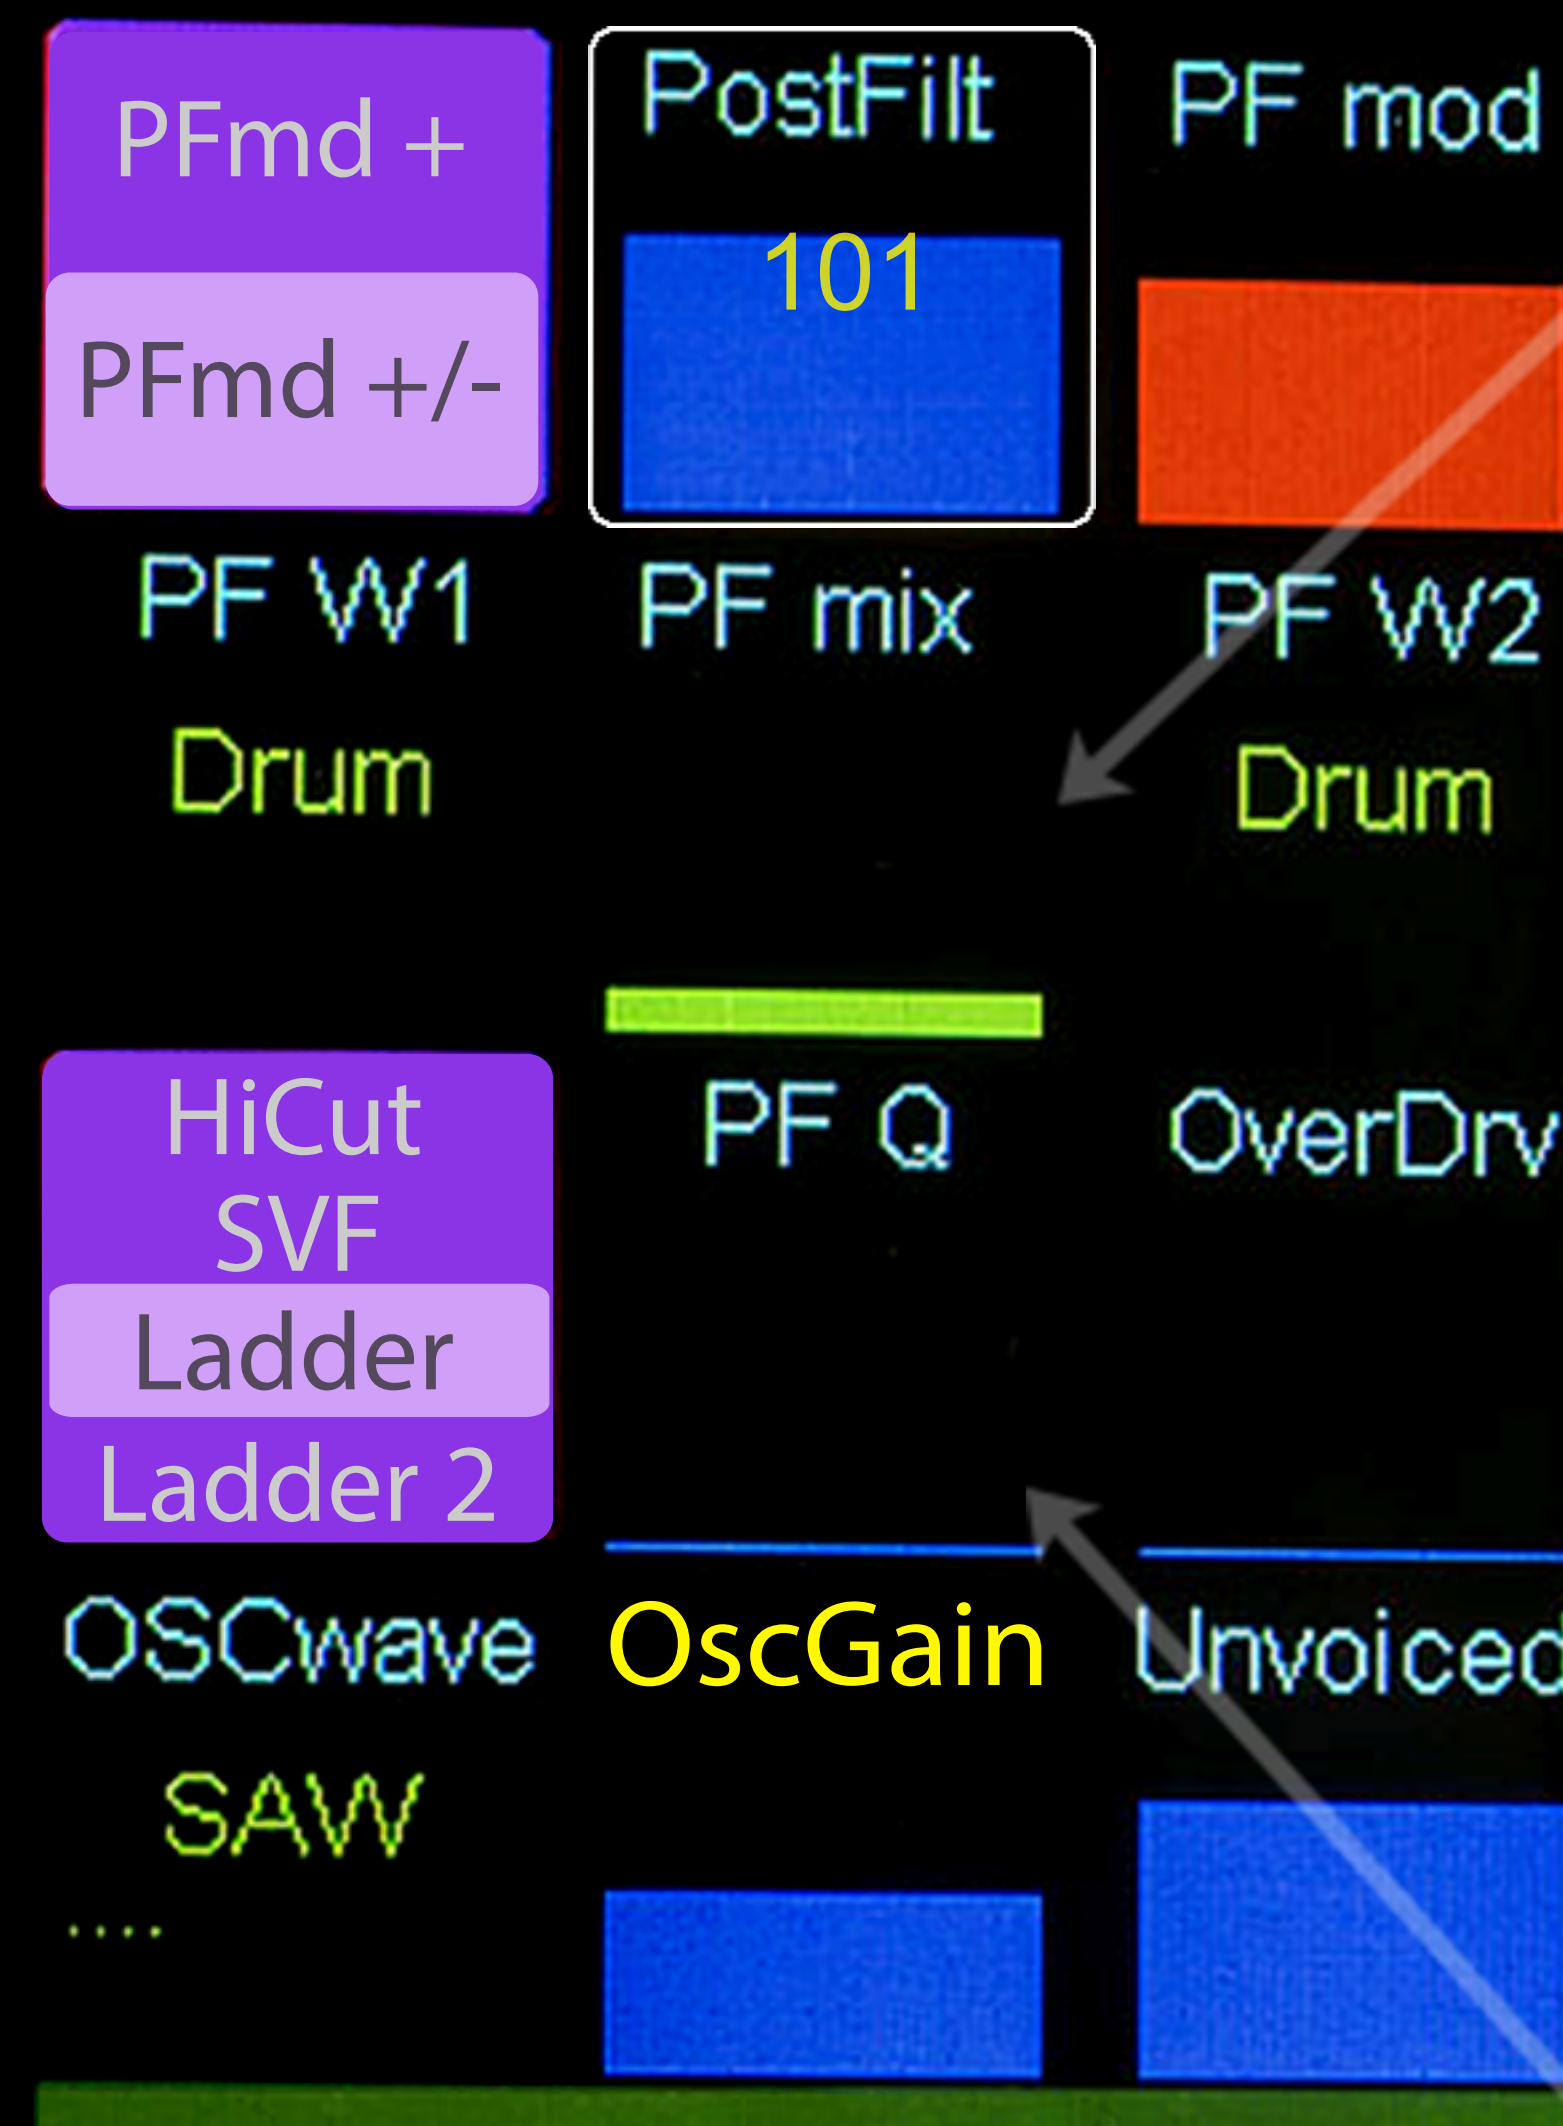 PFmd +
PostFilt
PF mod
101
PFmd +/-
PF W1
PF mix
PF W2
Drum
Drum
HiCut
PF Q
OverDrv
SVF
Ladder
Ladder 2
OSCwave
OscGain
Unvoiced
SAW
....